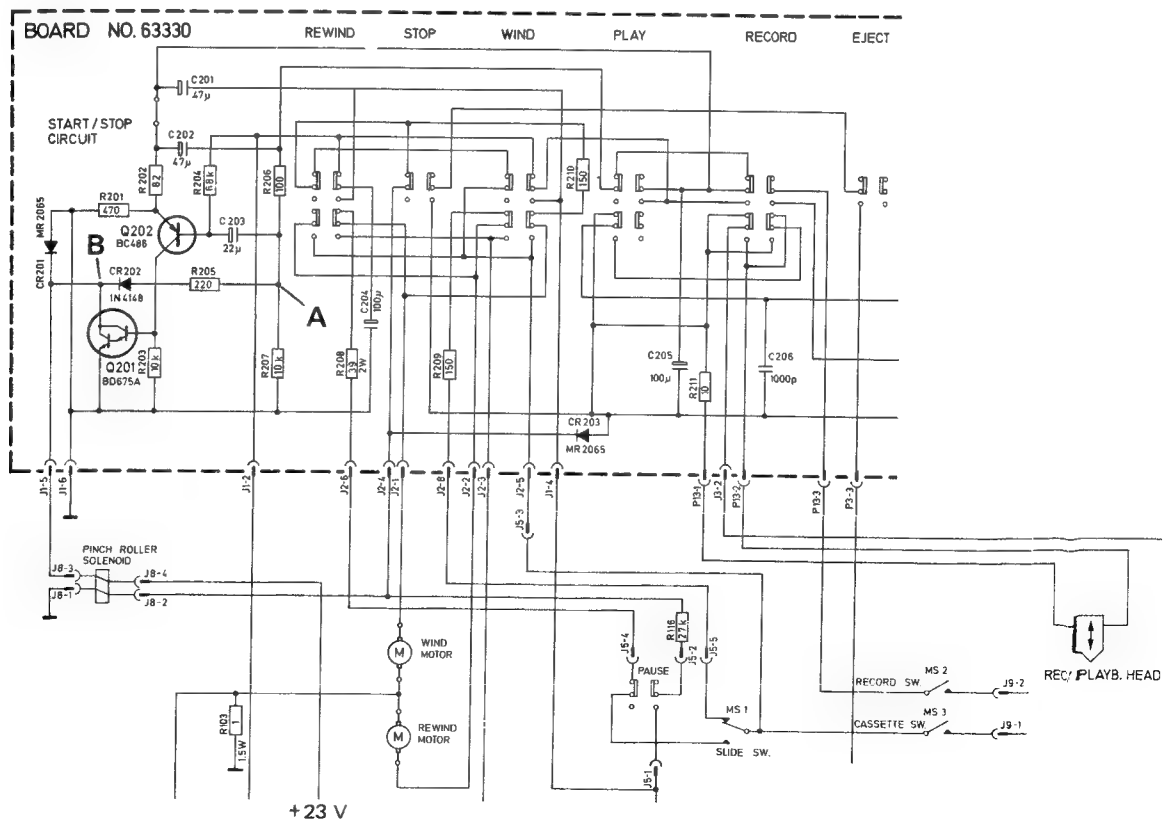 BOARD NO. 63330
REWIND STOP WIND PLAY RECORD EJECT
START/STOP CIRCUIT
C201 47µ
C202 47µ
R202 82
R204 68k
R206 100
R210 150
R201 470
MR2065
CR201
Q202 BC486
C203 22µ
B
CR202 1N4148
R205 220
A
C204 100µ
Q201 BD675A
R203 10k
R207 10k
R208 39 2W
R209 150
C205 100µ
R211 10
C206 1000p
CR203 MR2065
J1-5 J1-6 J1-2 J2-6 J2-4 J2-1 J2-8 J2-2 J2-3 J2-5 J1-4 P13-1 J3-2 P13-2 P13-3 P3-3
J5-3
PINCH ROLLER SOLENOID
J8-3 J8-4
J8-1 J8-2
R116 27k
J5-4 J5-2 J5-5
M WIND MOTOR
PAUSE
R103 1 1.5W
M REWIND MOTOR
MS 1
SLIDE SW.
J5-1
RECORD SW. MS 2 J9-2
CASSETTE SW. MS 3 J9-1
REC/PLAYB. HEAD
+23 V